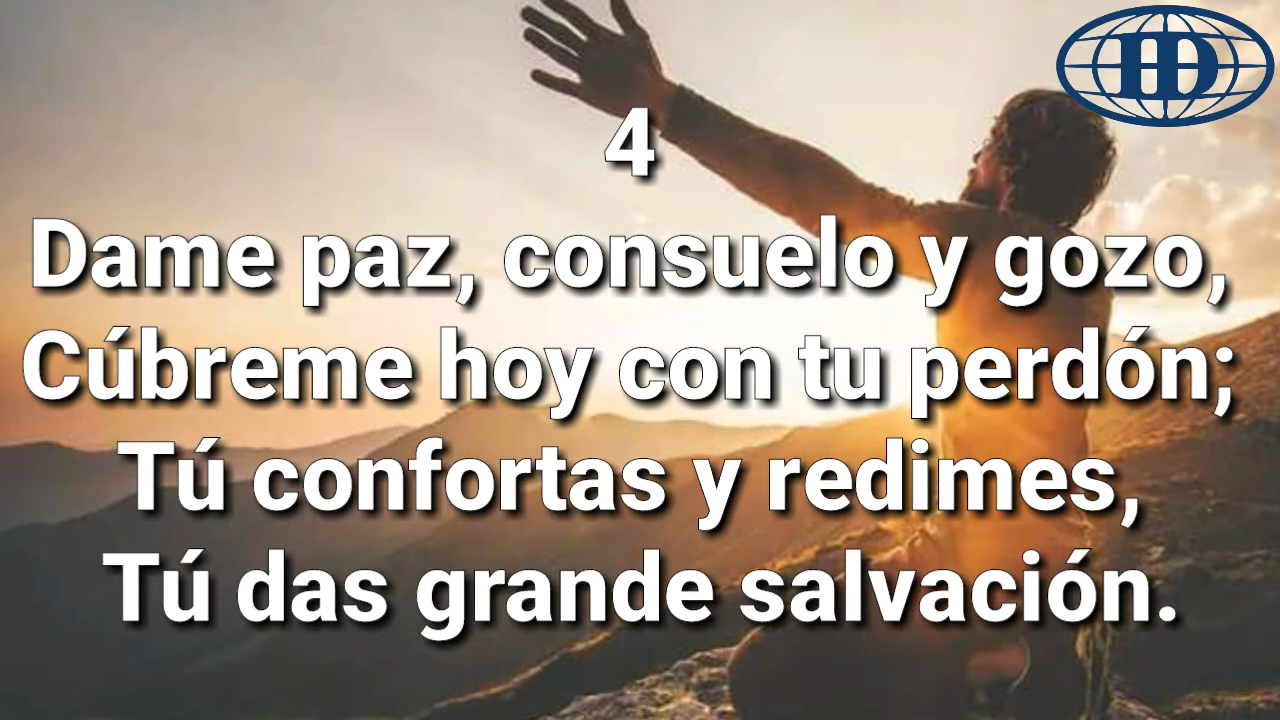 4
Dame paz, consuelo y gozo,
Cúbreme hoy con tu perdón;
Tú confortas y redimes,
Tú das grande salvación.